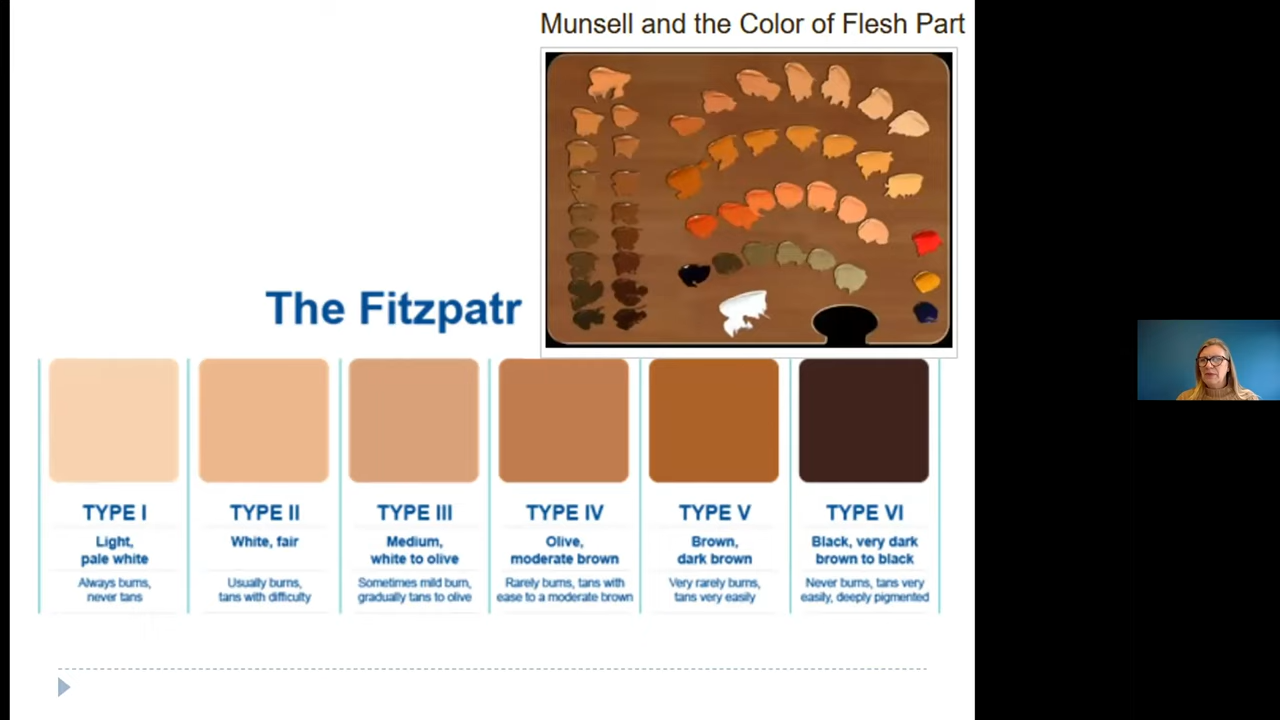 Munsell and the Color of Flesh Part
The Fitzpatr
TYPE I
Light,
pale white
Always burns,
never tans
TYPE II
White, fair
Usually burns,
tans with difficulty
TYPE III
Medium,
white to olive
Sometimes mild burn,
gradually tans to olive
TYPE IV
Olive,
moderate brown
Rarely burns, tans with
ease to a moderate brown
TYPE V
Brown,
dark brown
Very rarely burns,
tans very easily
TYPE VI
Black, very dark
brown to black
Never burns, tans very
easily, deeply pigmented